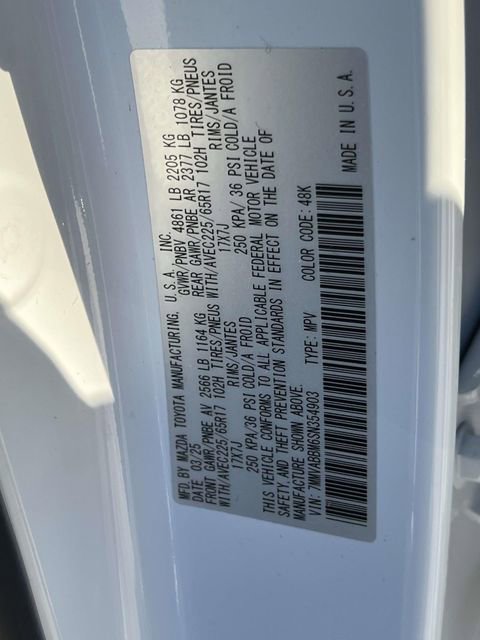 MFD. BY MAZDA TOYOTA MANUFACTURING, U.S.A., INC.
DATE 03/25 GVWR/PNBV 4861 LB 2205 KG
FRONT GAWR/PNBE AV 2566 LB 1164 KG REAR GAWR/PNBE AR 2377 LB 1078 KG
WITH/AVEC225/65R17 102H TIRES/PNEUS WITH/AVEC225/65R17 102H TIRES/PNEUS
17X7J RIMS/JANTES 17X7J RIMS/JANTES
250 KPA/36 PSI COLD/A FROID 250 KPA/ 36 PSI COLD/A FROID
THIS VEHICLE CONFORMS TO ALL APPLICABLE FEDERAL MOTOR VEHICLE
SAFETY, AND THEFT PREVENTION STANDARDS IN EFFECT ON THE DATE OF
MANUFACTURE SHOWN ABOVE.
VIN: TYPE: MPV COLOR CODE: 48K MADE IN U.S.A.